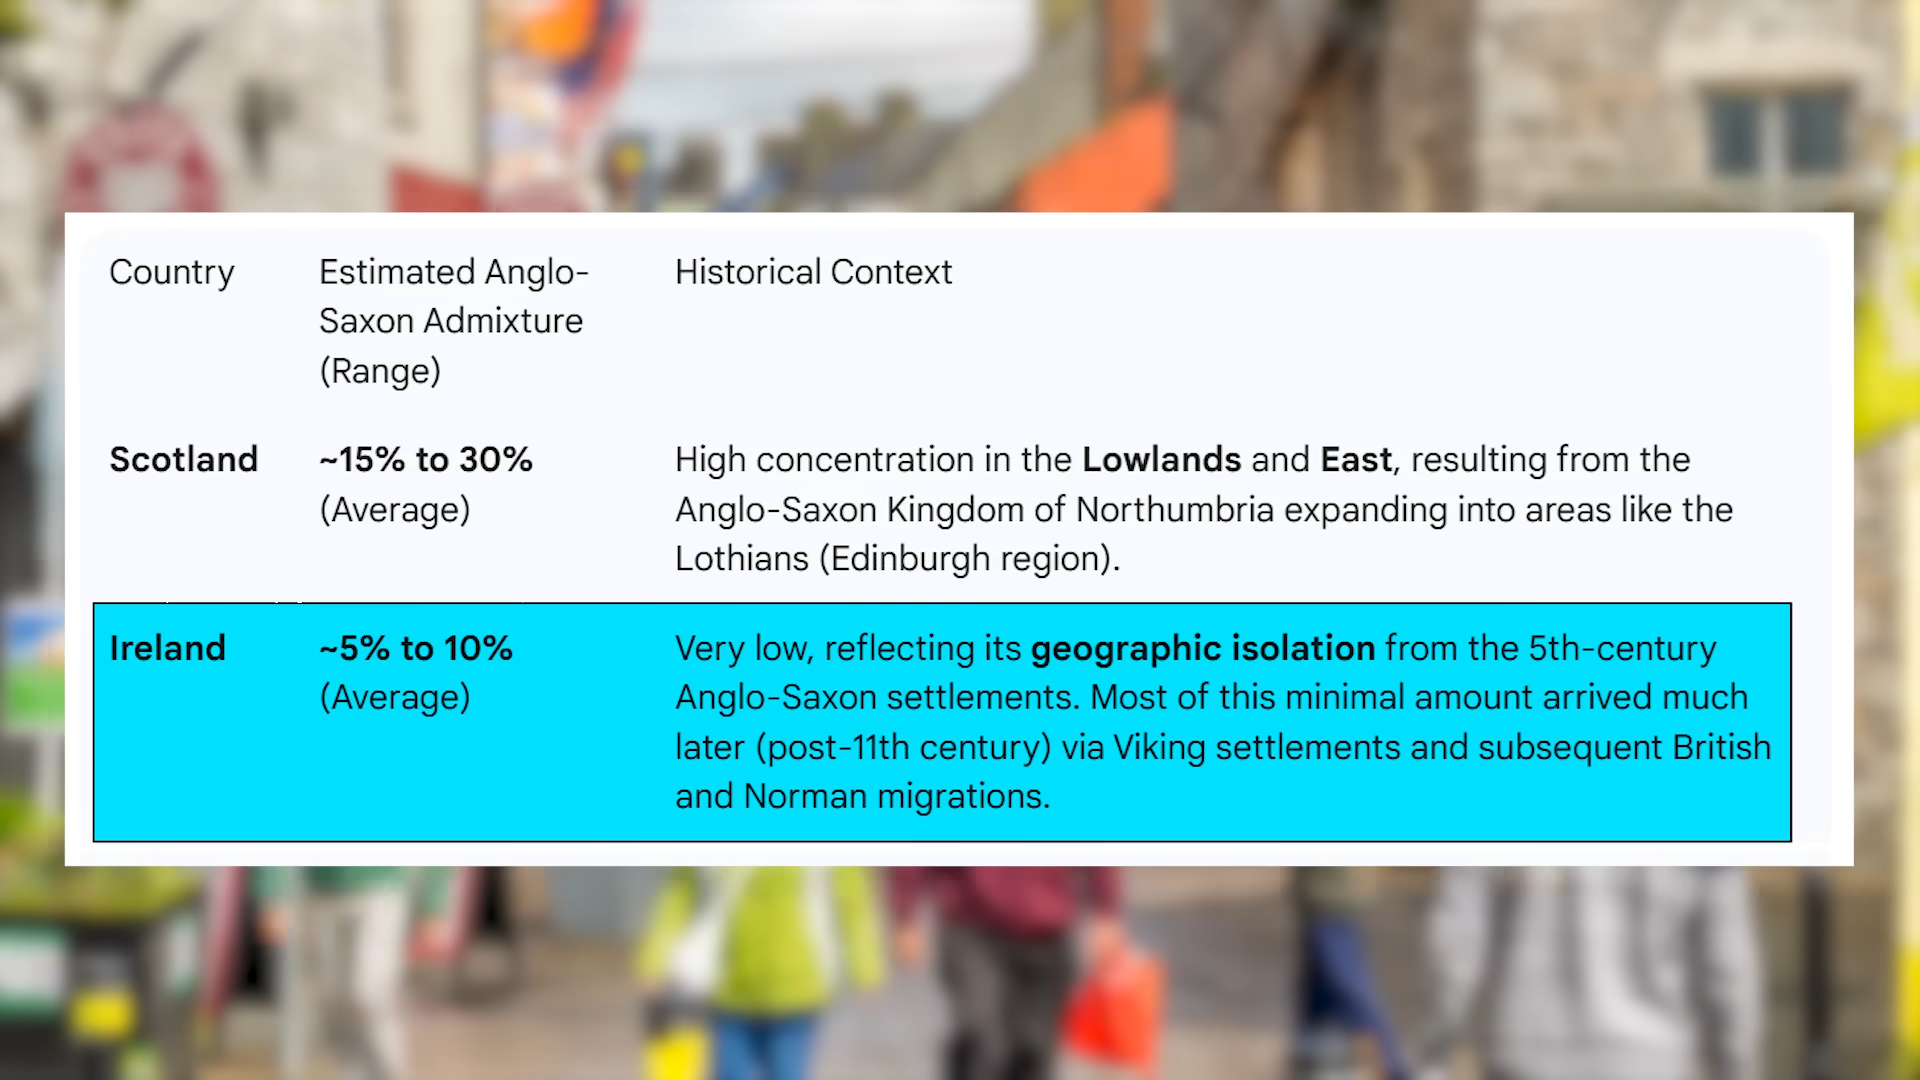 Country Estimated Anglo- Historical Context
Saxon Admixture
(Range)
Scotland ~15% to 30% High concentration in the Lowlands and East, resulting from the
(Average) Anglo-Saxon Kingdom of Northumbria expanding into areas like the
Lothians (Edinburgh region).
Ireland ~5% to 10% Very low, reflecting its geographic isolation from the 5th-century
(Average) Anglo-Saxon settlements. Most of this minimal amount arrived much
later (post-11th century) via Viking settlements and subsequent British
and Norman migrations.